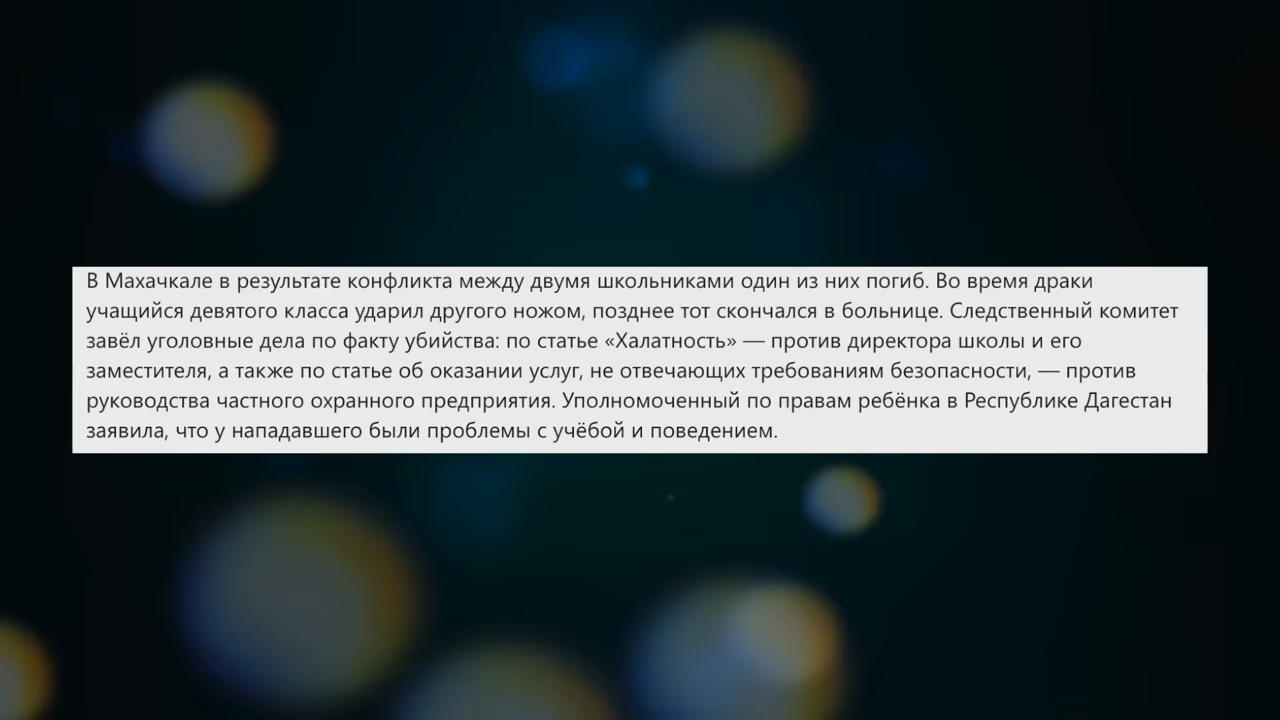 В Махачкале в результате конфликта между двумя школьниками один из них погиб. Во время драки
учащийся девятого класса ударил другого ножом, позднее тот скончался в больнице. Следственный комитет
завёл уголовные дела по факту убийства: по статье «Халатность» — против директора школы и его
заместителя, а также по статье об оказании услуг, не отвечающих требованиям безопасности, — против
руководства частного охранного предприятия. Уполномоченный по правам ребёнка в Республике Дагестан
заявила, что у нападавшего были проблемы с учёбой и поведением.